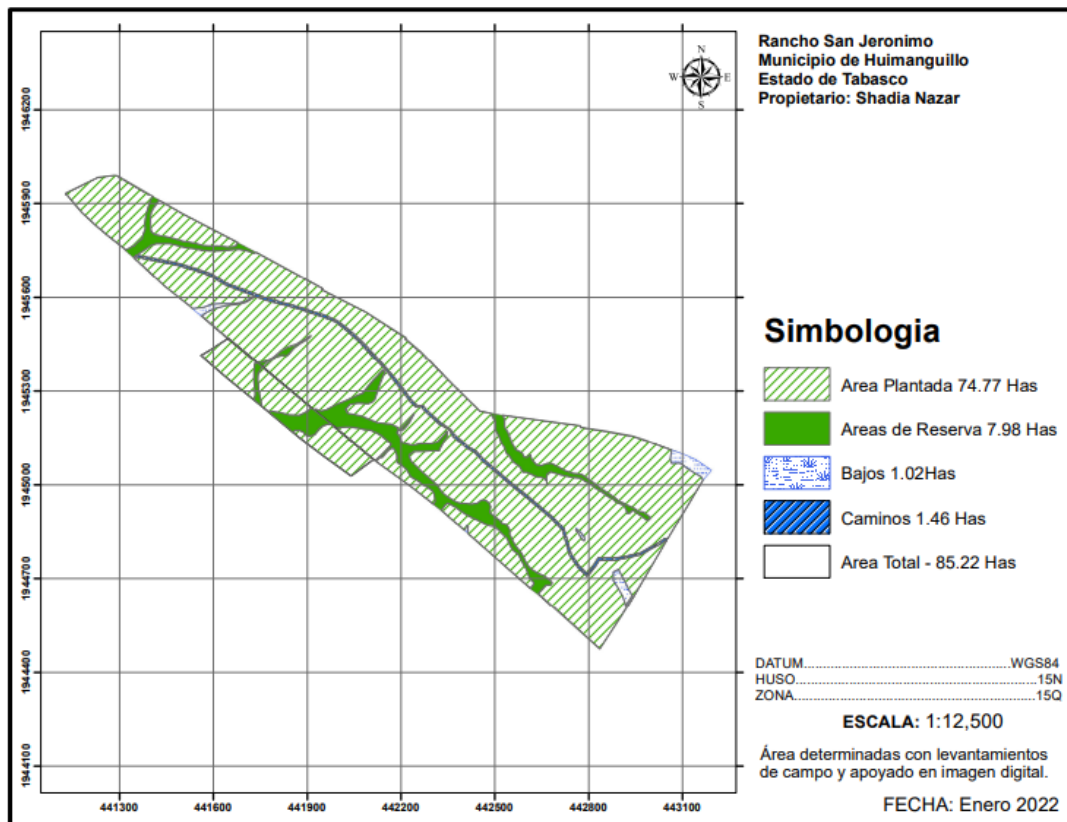 Rancho San Jeronimo
Municipio de Huimanguillo
Estado de Tabasco
Propietario: Shadia Nazar
N
W E
S
1946200
1945900
1945600
1945300
1945000
1944700
1944400
1944100
441300 441600 441900 442200 442500 442800 443100
Simbologia
Area Plantada 74.77 Has
Areas de Reserva 7.98 Has
Bajos 1.02Has
Caminos 1.46 Has
Area Total - 85.22 Has
DATUM.....................................................WGS84
HUSO..............................................................15N
ZONA..............................................................15Q
ESCALA: 1:12,500
Área determinadas con levantamientos
de campo y apoyado en imagen digital.
FECHA: Enero 2022